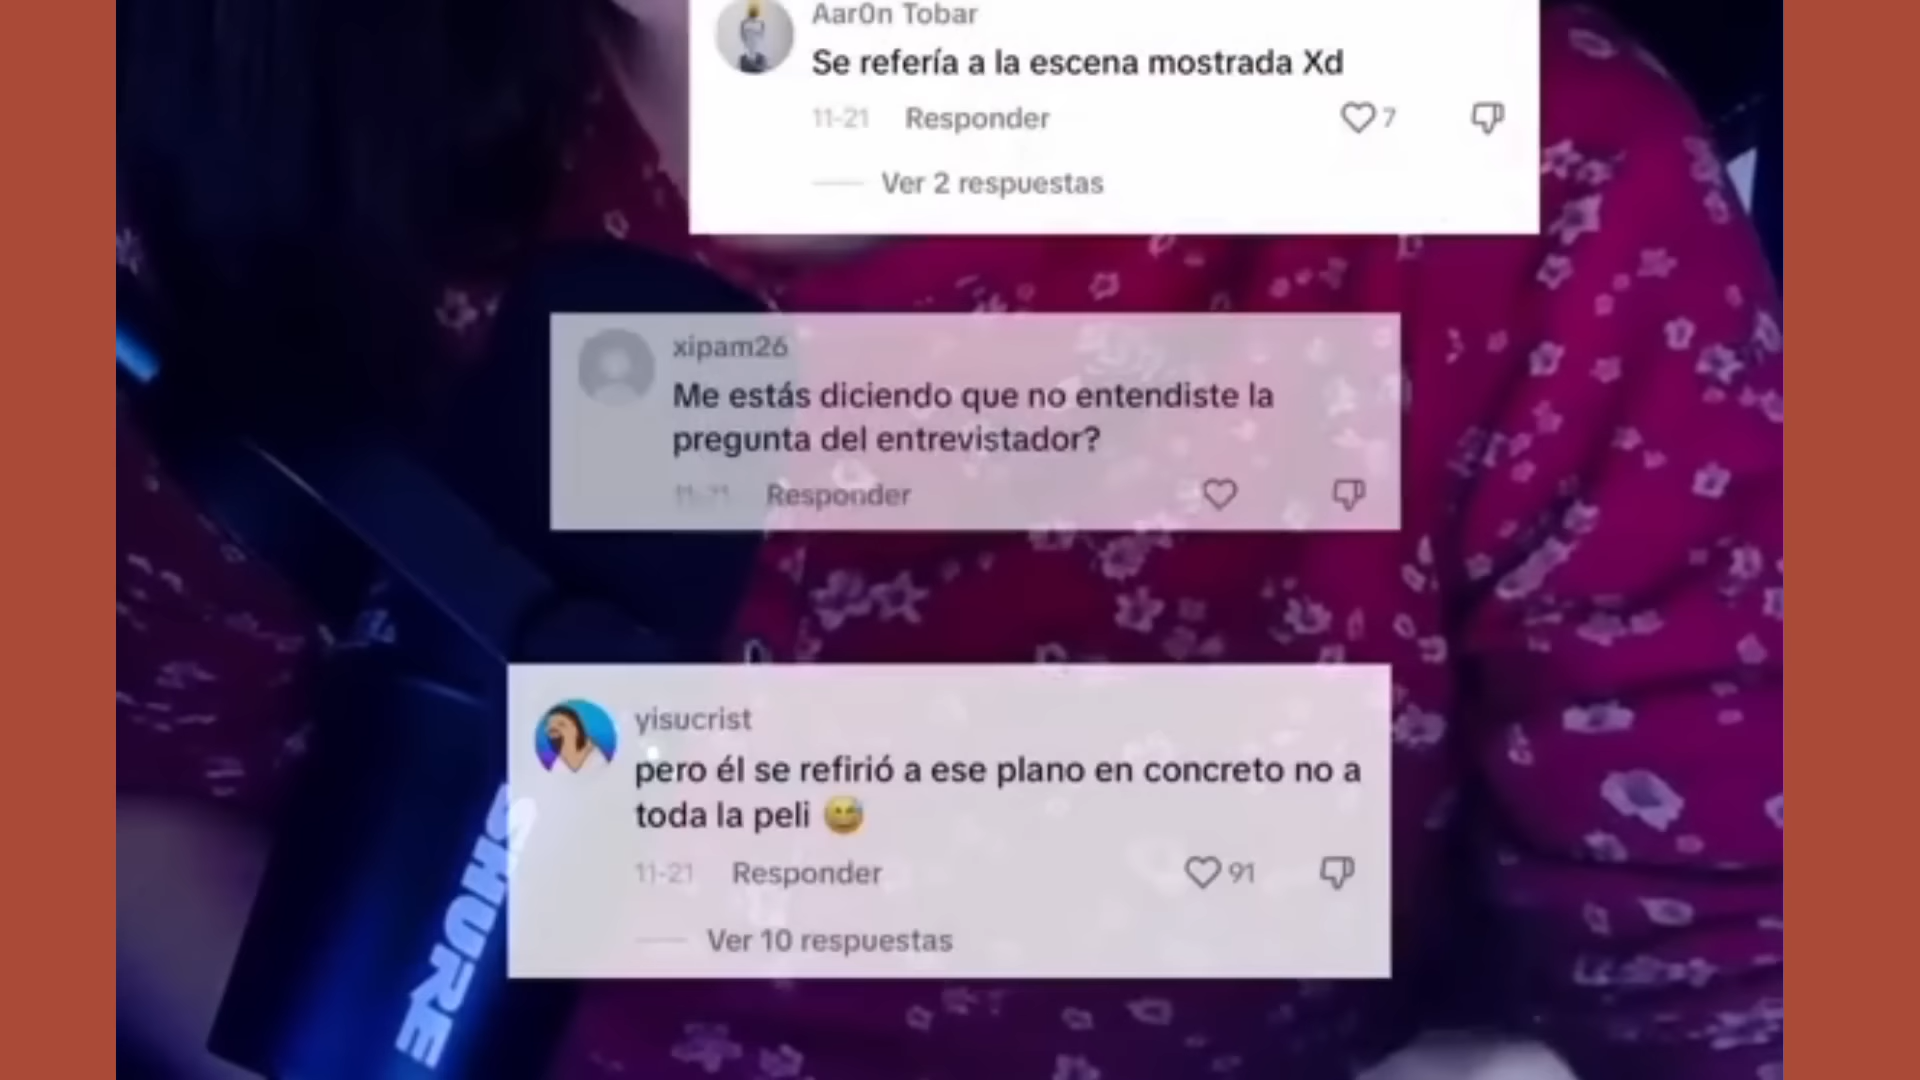 Aar0n Tobar
Se refería a la escena mostrada Xd
11-21 Responder 7
Ver 2 respuestas
xipam26
Me estás diciendo que no entendiste la
pregunta del entrevistador?
11-21 Responder
yisucrist
pero él se refirió a ese plano en concreto no a
toda la peli 😅
11-21 Responder 91
Ver 10 respuestas
SHURE